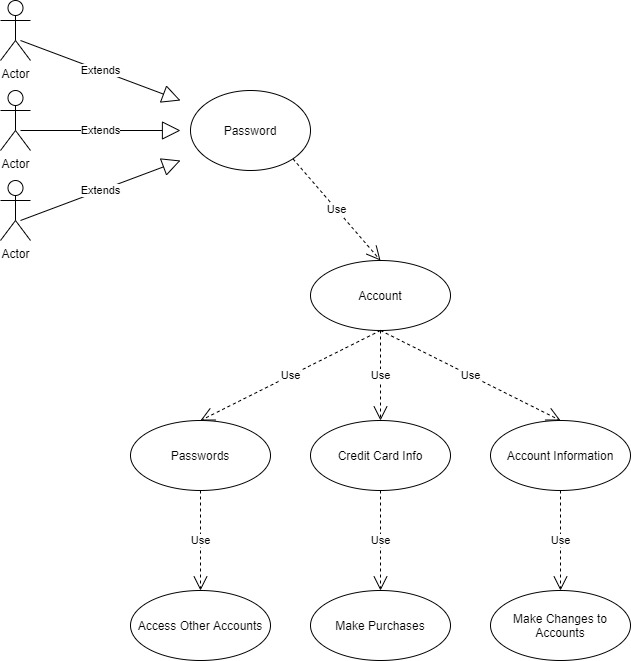 Actor
Extends
Actor
Extends
Password
Actor
Extends
Use
Account
Use
Use
Use
Passwords
Credit Card Info
Account Information
Use
Use
Use
Access Other Accounts
Make Purchases
Make Changes to
Accounts